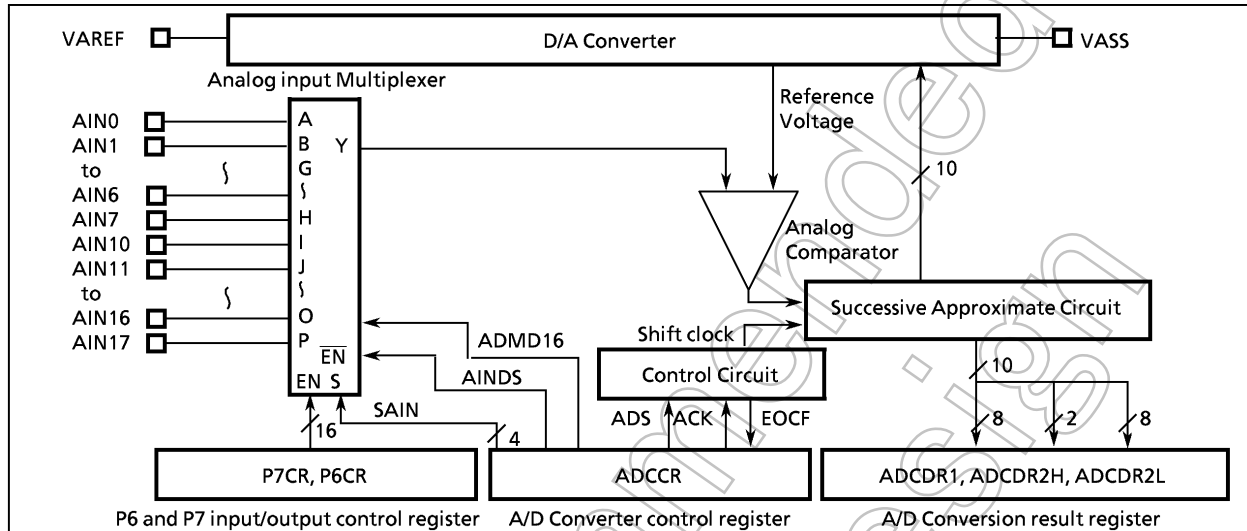 VAREF
D/A Converter
VASS
Analog input Multiplexer
Reference
Voltage
AIN0
A
AIN1
B
Y
to
G
10
AIN6
AIN7
H
AIN10
I
Analog
Comparator
AIN11
J
to
Successive Approximate Circuit
AIN16
O
AIN17
P
ADMD16
Shift clock
EN
AINDS
10
Control Circuit
EN S
SAIN
ADS
ACK
EOCF
8
2
8
16
4
P7CR, P6CR
ADCCR
ADCDR1, ADCDR2H, ADCDR2L
P6 and P7 input/output control register
A/D Converter control register
A/D Conversion result register